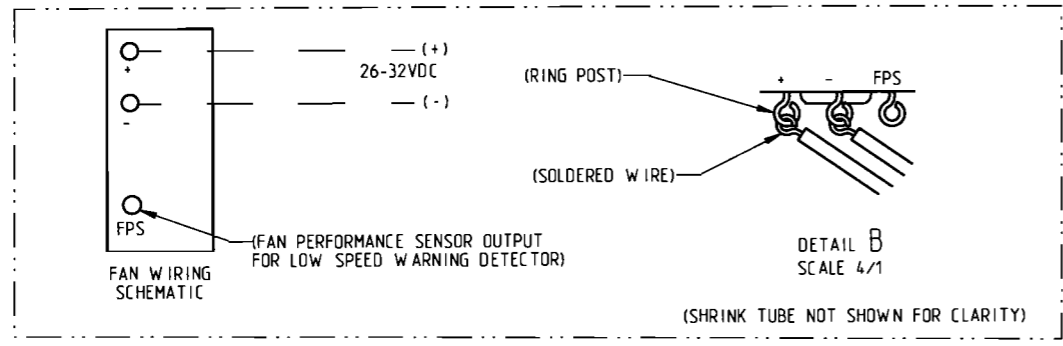 +
(+)
26-32VDC
-
(-)
FPS
(FAN PERFORMANCE SENSOR OUTPUT
FOR LOW SPEED WARNING DETECTOR)
FAN WIRING
SCHEMATIC
(RING POST)
+ - FPS
(SOLDERED WIRE)
DETAIL B
SCALE 4/1
(SHRINK TUBE NOT SHOWN FOR CLARITY)